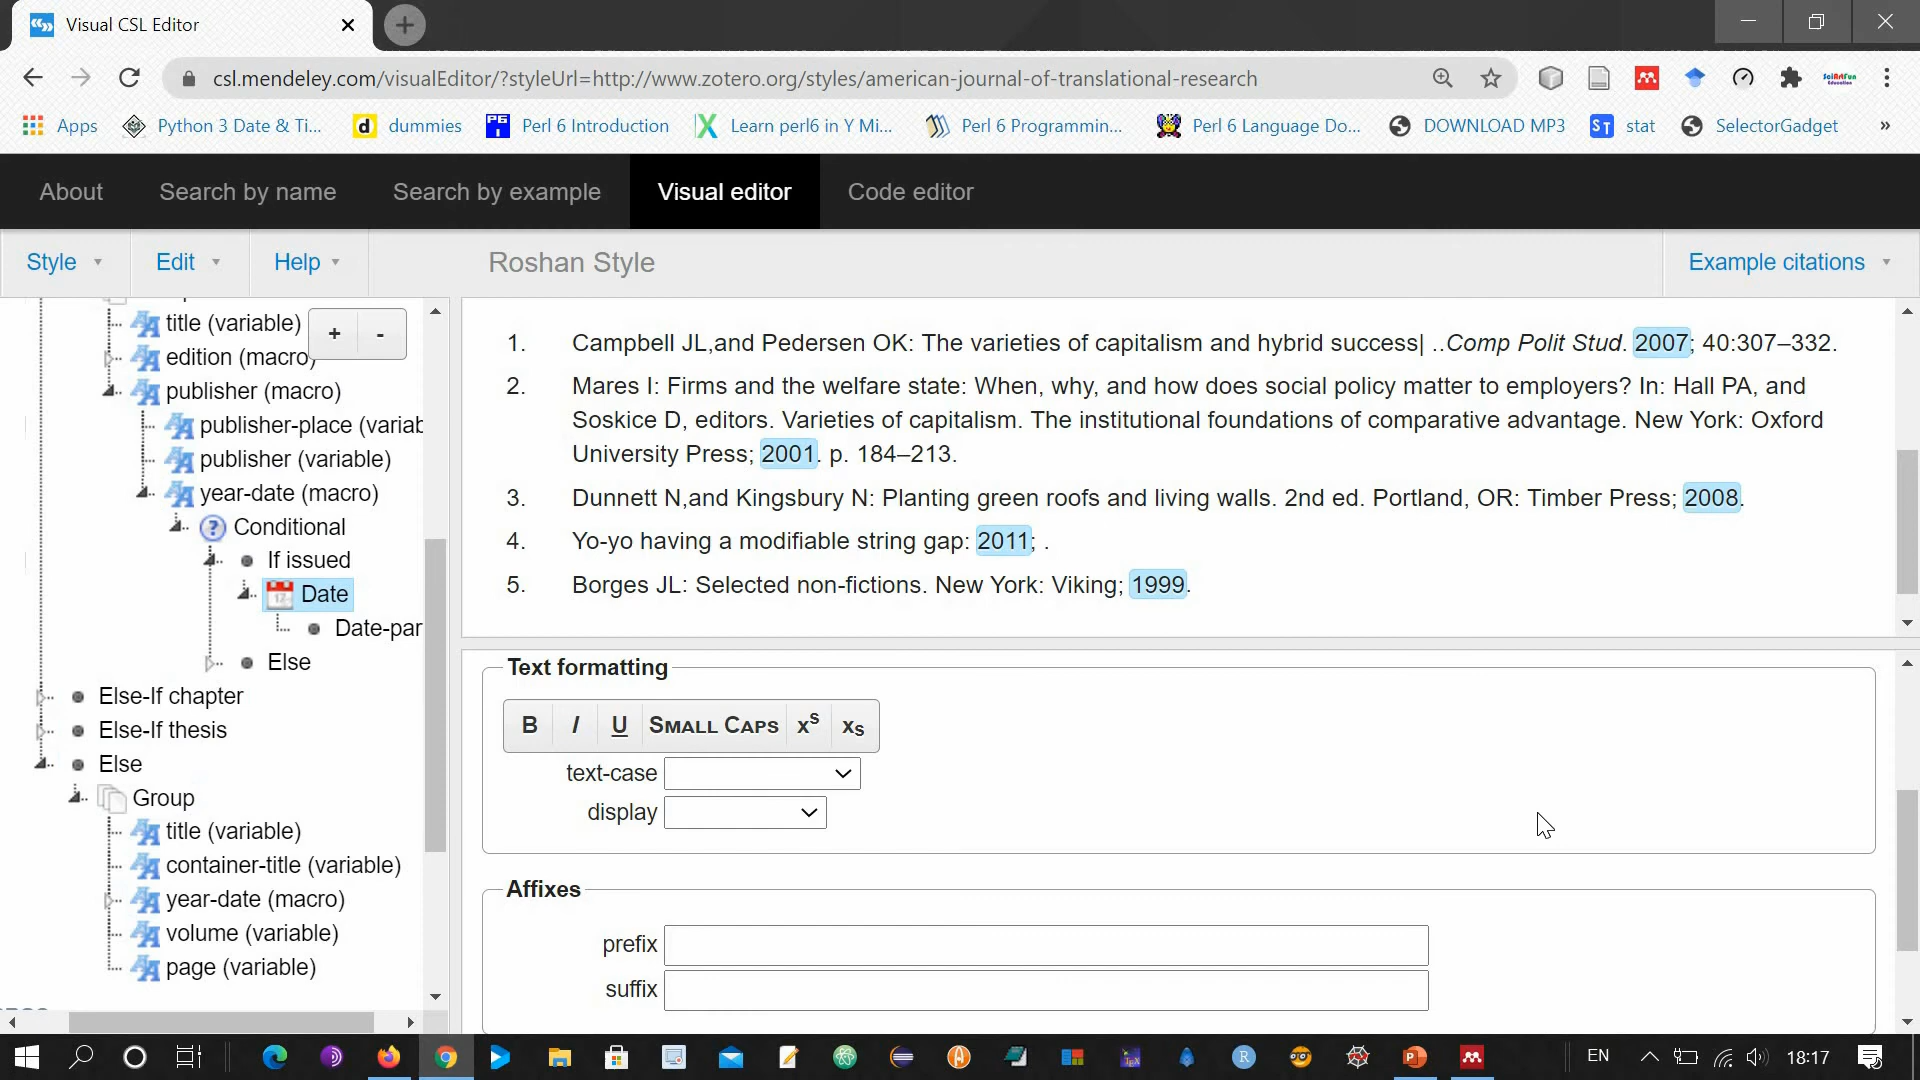 Visual CSL Editor
csl.mendeley.com/visualEditor/?styleUrl=http://www.zotero.org/styles/american-journal-of-translational-research
Apps
Python 3 Date & Ti...
dummies
Perl 6 Introduction
Learn perl6 in Y Mi...
Perl 6 Programmin...
Perl 6 Language Do...
DOWNLOAD MP3
stat
SelectorGadget
»
About
Search by name
Search by example
Visual editor
Code editor
Style
Edit
Help
Roshan Style
Example citations
title (variable)
+ -
edition (macro)
publisher (macro)
publisher-place (variab
publisher (variable)
year-date (macro)
Conditional
If issued
Date
Date-par
Else
Else-If chapter
Else-If thesis
Else
Group
title (variable)
container-title (variable)
year-date (macro)
volume (variable)
page (variable)
1. Campbell JL,and Pedersen OK: The varieties of capitalism and hybrid success| ..Comp Polit Stud. 2007; 40:307–332.
2. Mares I: Firms and the welfare state: When, why, and how does social policy matter to employers? In: Hall PA, and
Soskice D, editors. Varieties of capitalism. The institutional foundations of comparative advantage. New York: Oxford
University Press; 2001. p. 184–213.
3. Dunnett N,and Kingsbury N: Planting green roofs and living walls. 2nd ed. Portland, OR: Timber Press; 2008.
4. Yo-yo having a modifiable string gap: 2011; .
5. Borges JL: Selected non-fictions. New York: Viking; 1999.
Text formatting
B I U SMALL CAPS xS xs
text-case
display
Affixes
prefix
suffix
EN
18:17